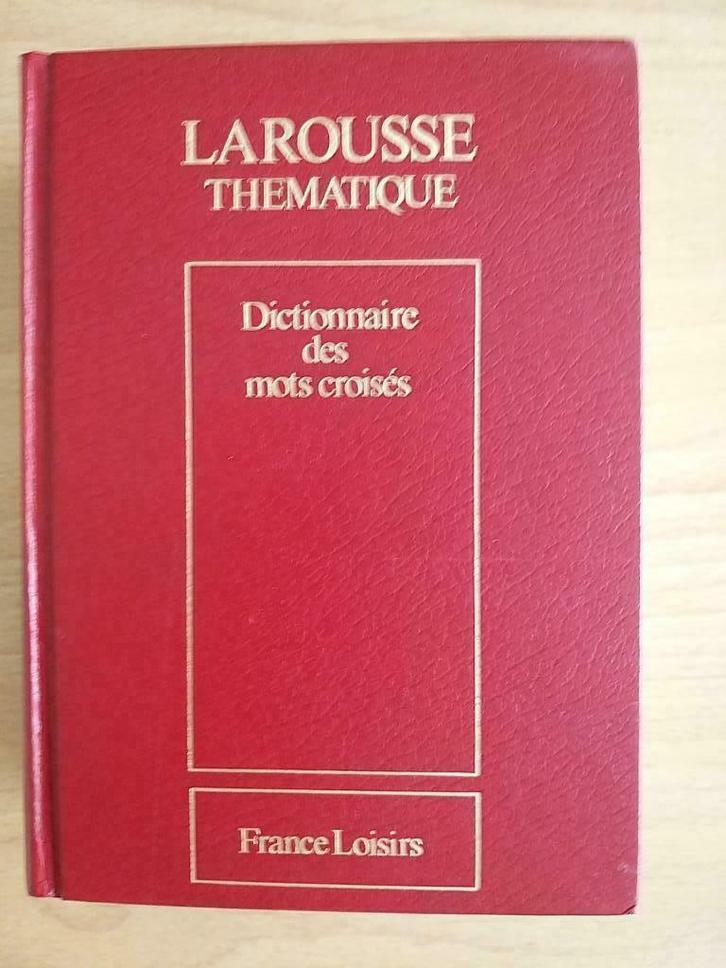 LAROUSSE
THEMATIQUE
Dictionnaire
des
mots croisés
France Loisirs